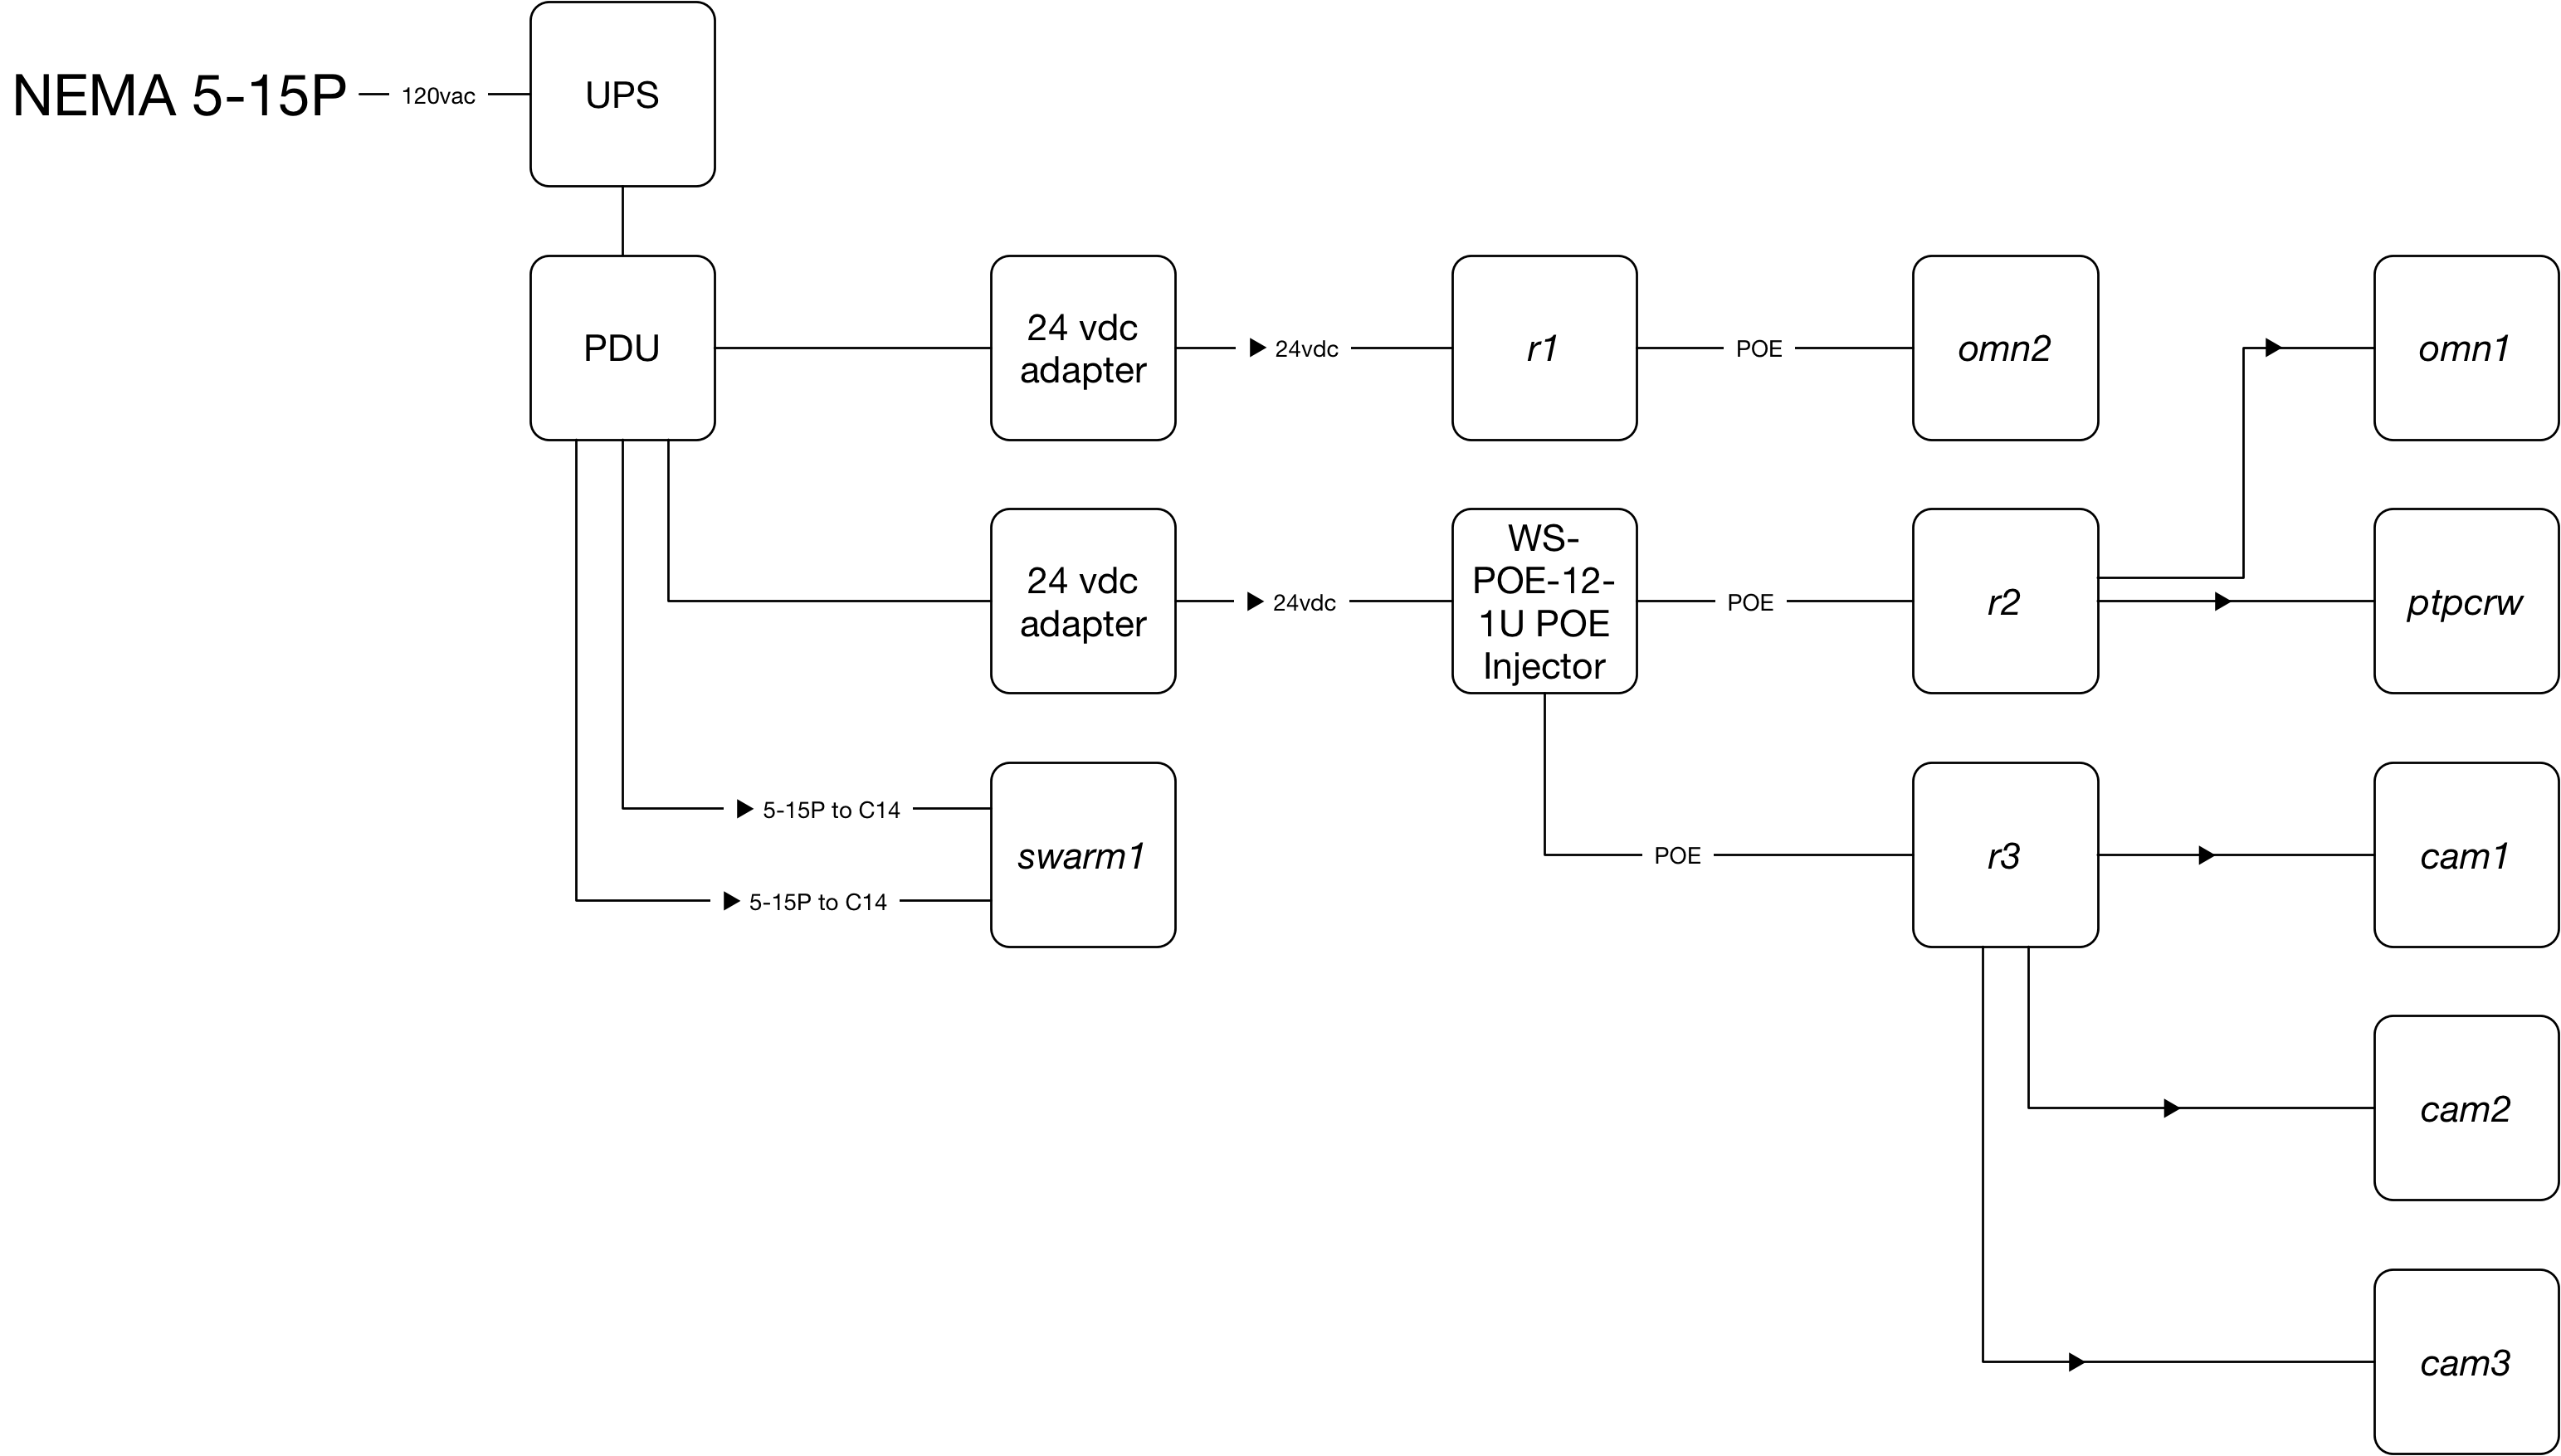 UPS
NEMA 5-15P
120vac
PDU
24 vdc
adapter
24vdc
r1
POE
omn2
omn1
24 vdc
adapter
24vdc
WS-
POE-12-
1U POE
Injector
POE
r2
ptpcrw
5-15P to C14
5-15P to C14
swarm1
POE
r3
cam1
cam2
cam3